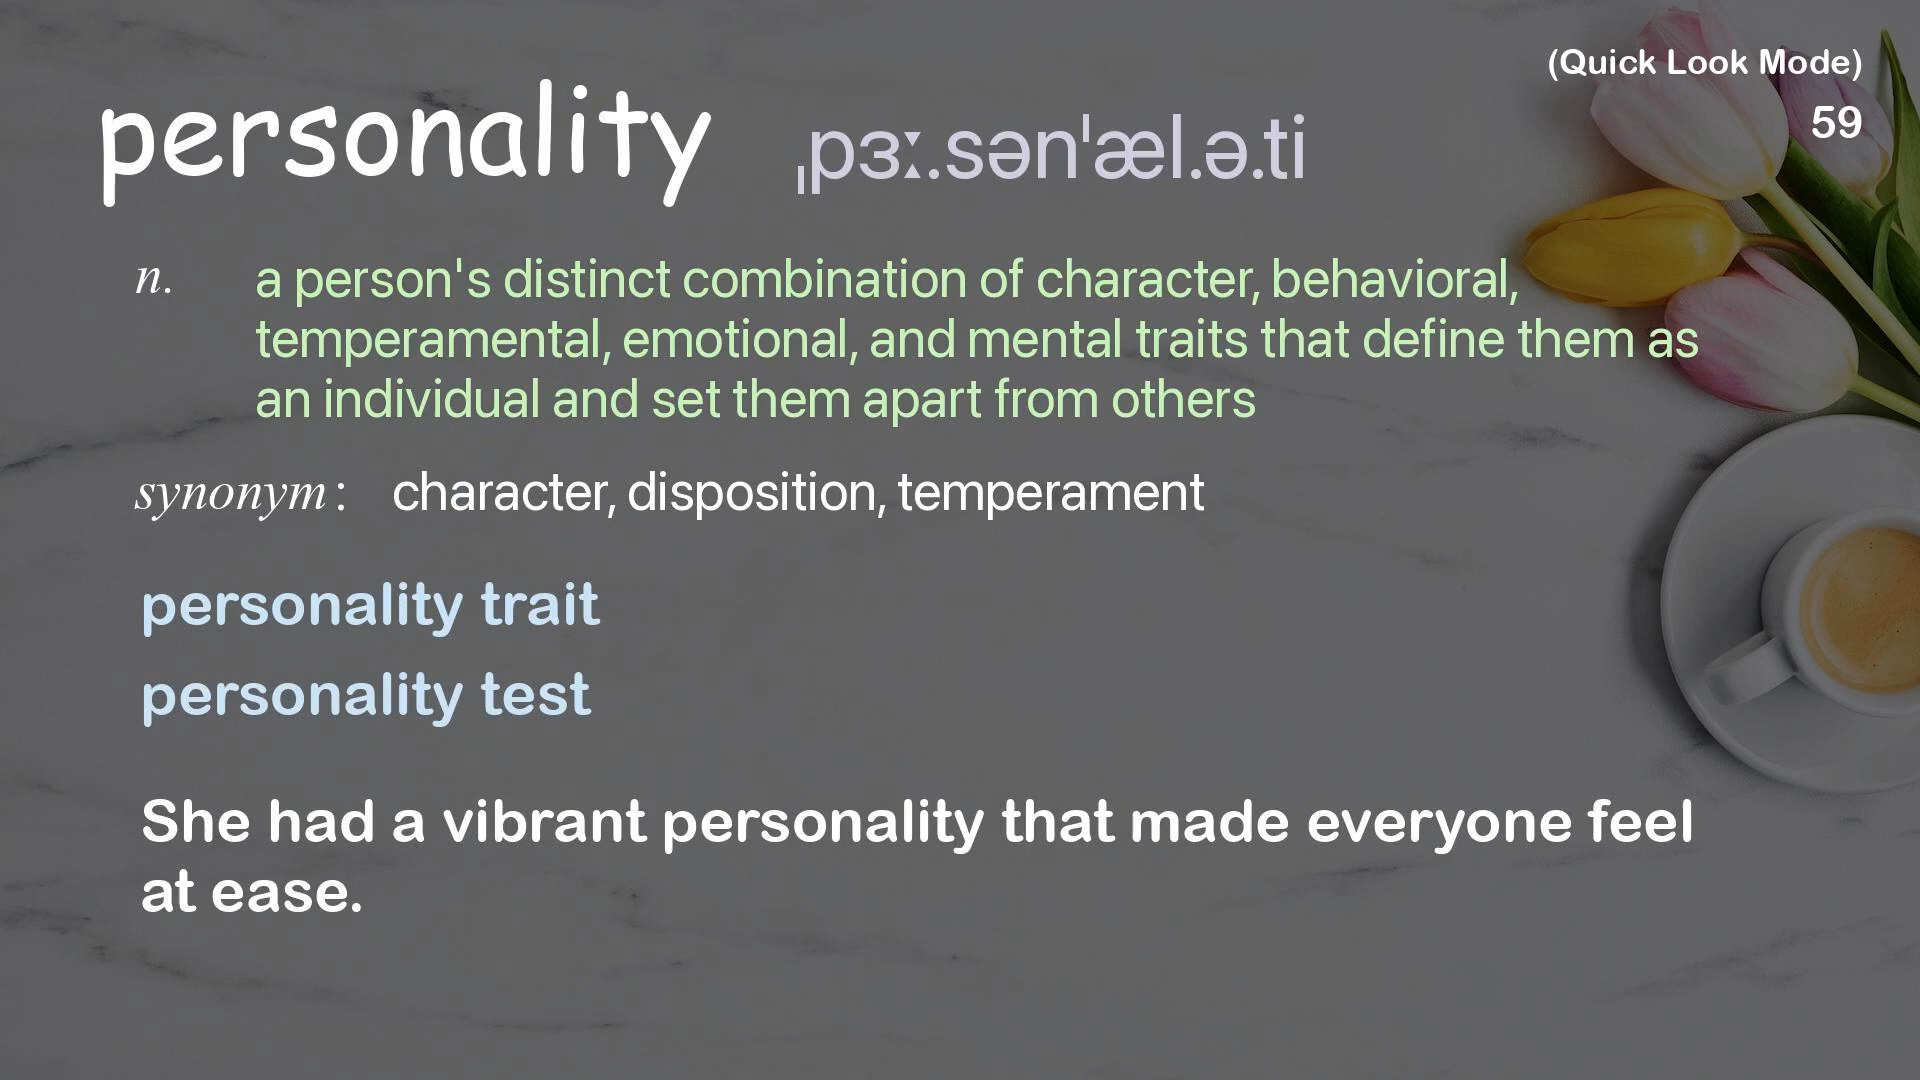 (Quick Look Mode)
59
personality ˌpɜː.sənˈæl.ə.ti
n. a person's distinct combination of character, behavioral,
temperamental, emotional, and mental traits that define them as
an individual and set them apart from others
synonym: character, disposition, temperament
personality trait
personality test
She had a vibrant personality that made everyone feel
at ease.